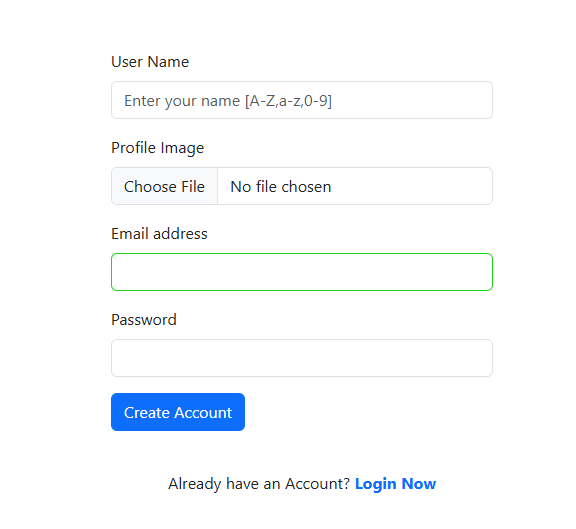 User Name
Enter your name [A-Z,a-z,0-9]
Profile Image
Choose File No file chosen
Email address
Password
Create Account
Already have an Account? Login Now